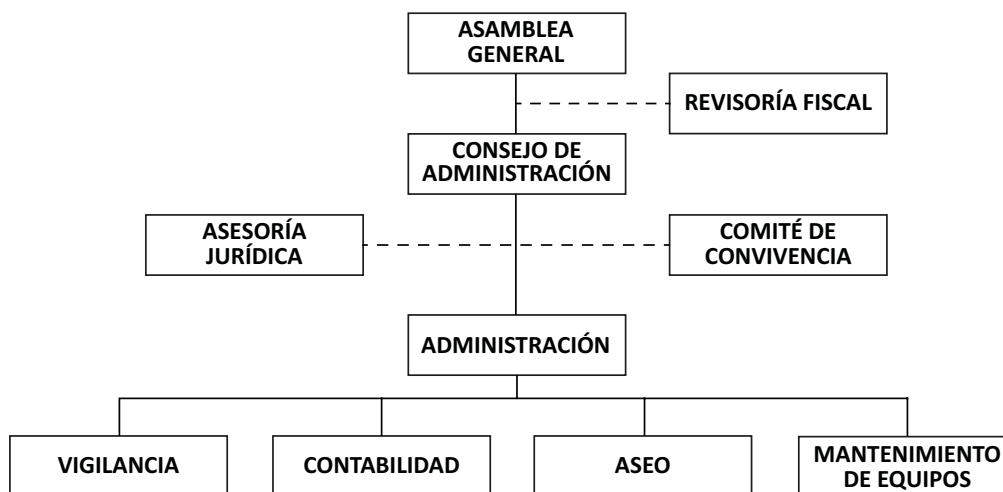 ASAMBLEA
GENERAL
REVISORÍA FISCAL
CONSEJO DE
ADMINISTRACIÓN
ASESORÍA
JURÍDICA
COMITÉ DE
CONVIVENCIA
ADMINISTRACIÓN
VIGILANCIA
CONTABILIDAD
ASEO
MANTENIMIENTO
DE EQUIPOS